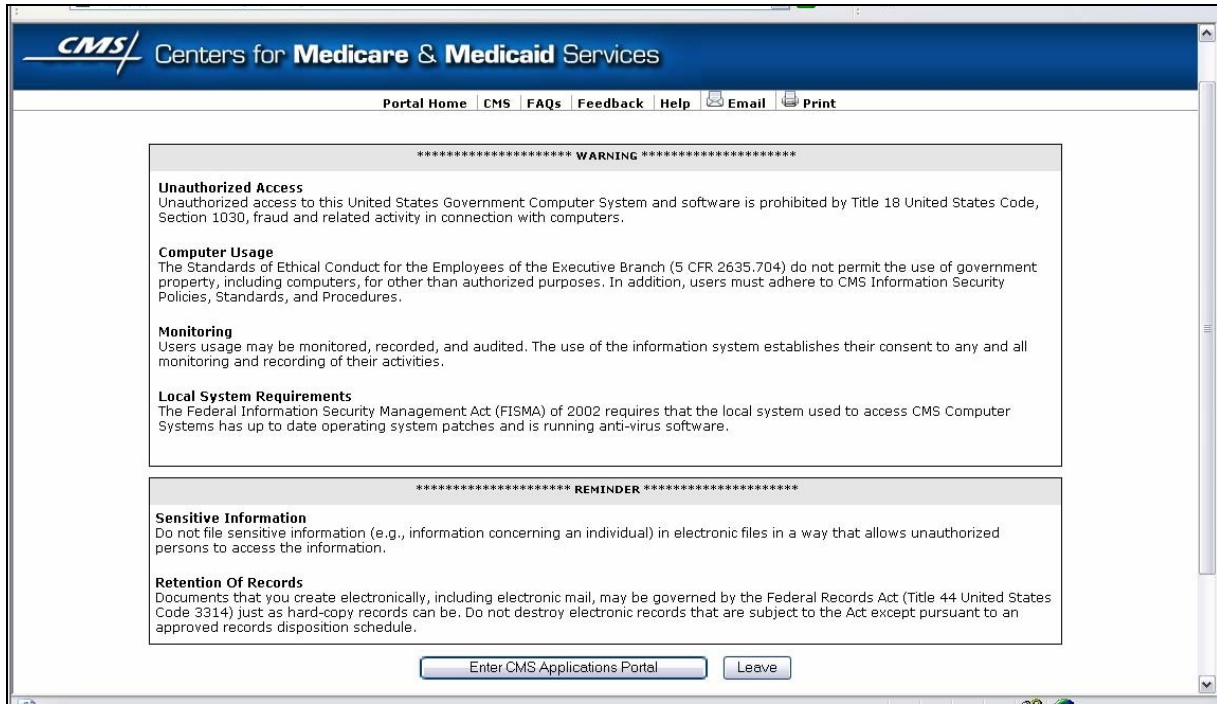 CMS/ Centers for Medicare & Medicaid Services
Portal Home CMS FAQs Feedback Help Email Print
********************* WARNING *********************
Unauthorized Access
Unauthorized access to this United States Government Computer System and software is prohibited by Title 18 United States Code,
Section 1030, fraud and related activity in connection with computers.
Computer Usage
The Standards of Ethical Conduct for the Employees of the Executive Branch (5 CFR 2635.704) do not permit the use of government
property, including computers, for other than authorized purposes. In addition, users must adhere to CMS Information Security
Policies, Standards, and Procedures.
Monitoring
Users usage may be monitored, recorded, and audited. The use of the information system establishes their consent to any and all
monitoring and recording of their activities.
Local System Requirements
The Federal Information Security Management Act (FISMA) of 2002 requires that the local system used to access CMS Computer
Systems has up to date operating system patches and is running anti-virus software.
********************* REMINDER *********************
Sensitive Information
Do not file sensitive information (e.g., information concerning an individual) in electronic files in a way that allows unauthorized
persons to access the information.
Retention Of Records
Documents that you create electronically, including electronic mail, may be governed by the Federal Records Act (Title 44 United States
Code 3314) just as hard-copy records can be. Do not destroy electronic records that are subject to the Act except pursuant to an
approved records disposition schedule.
Enter CMS Applications Portal Leave